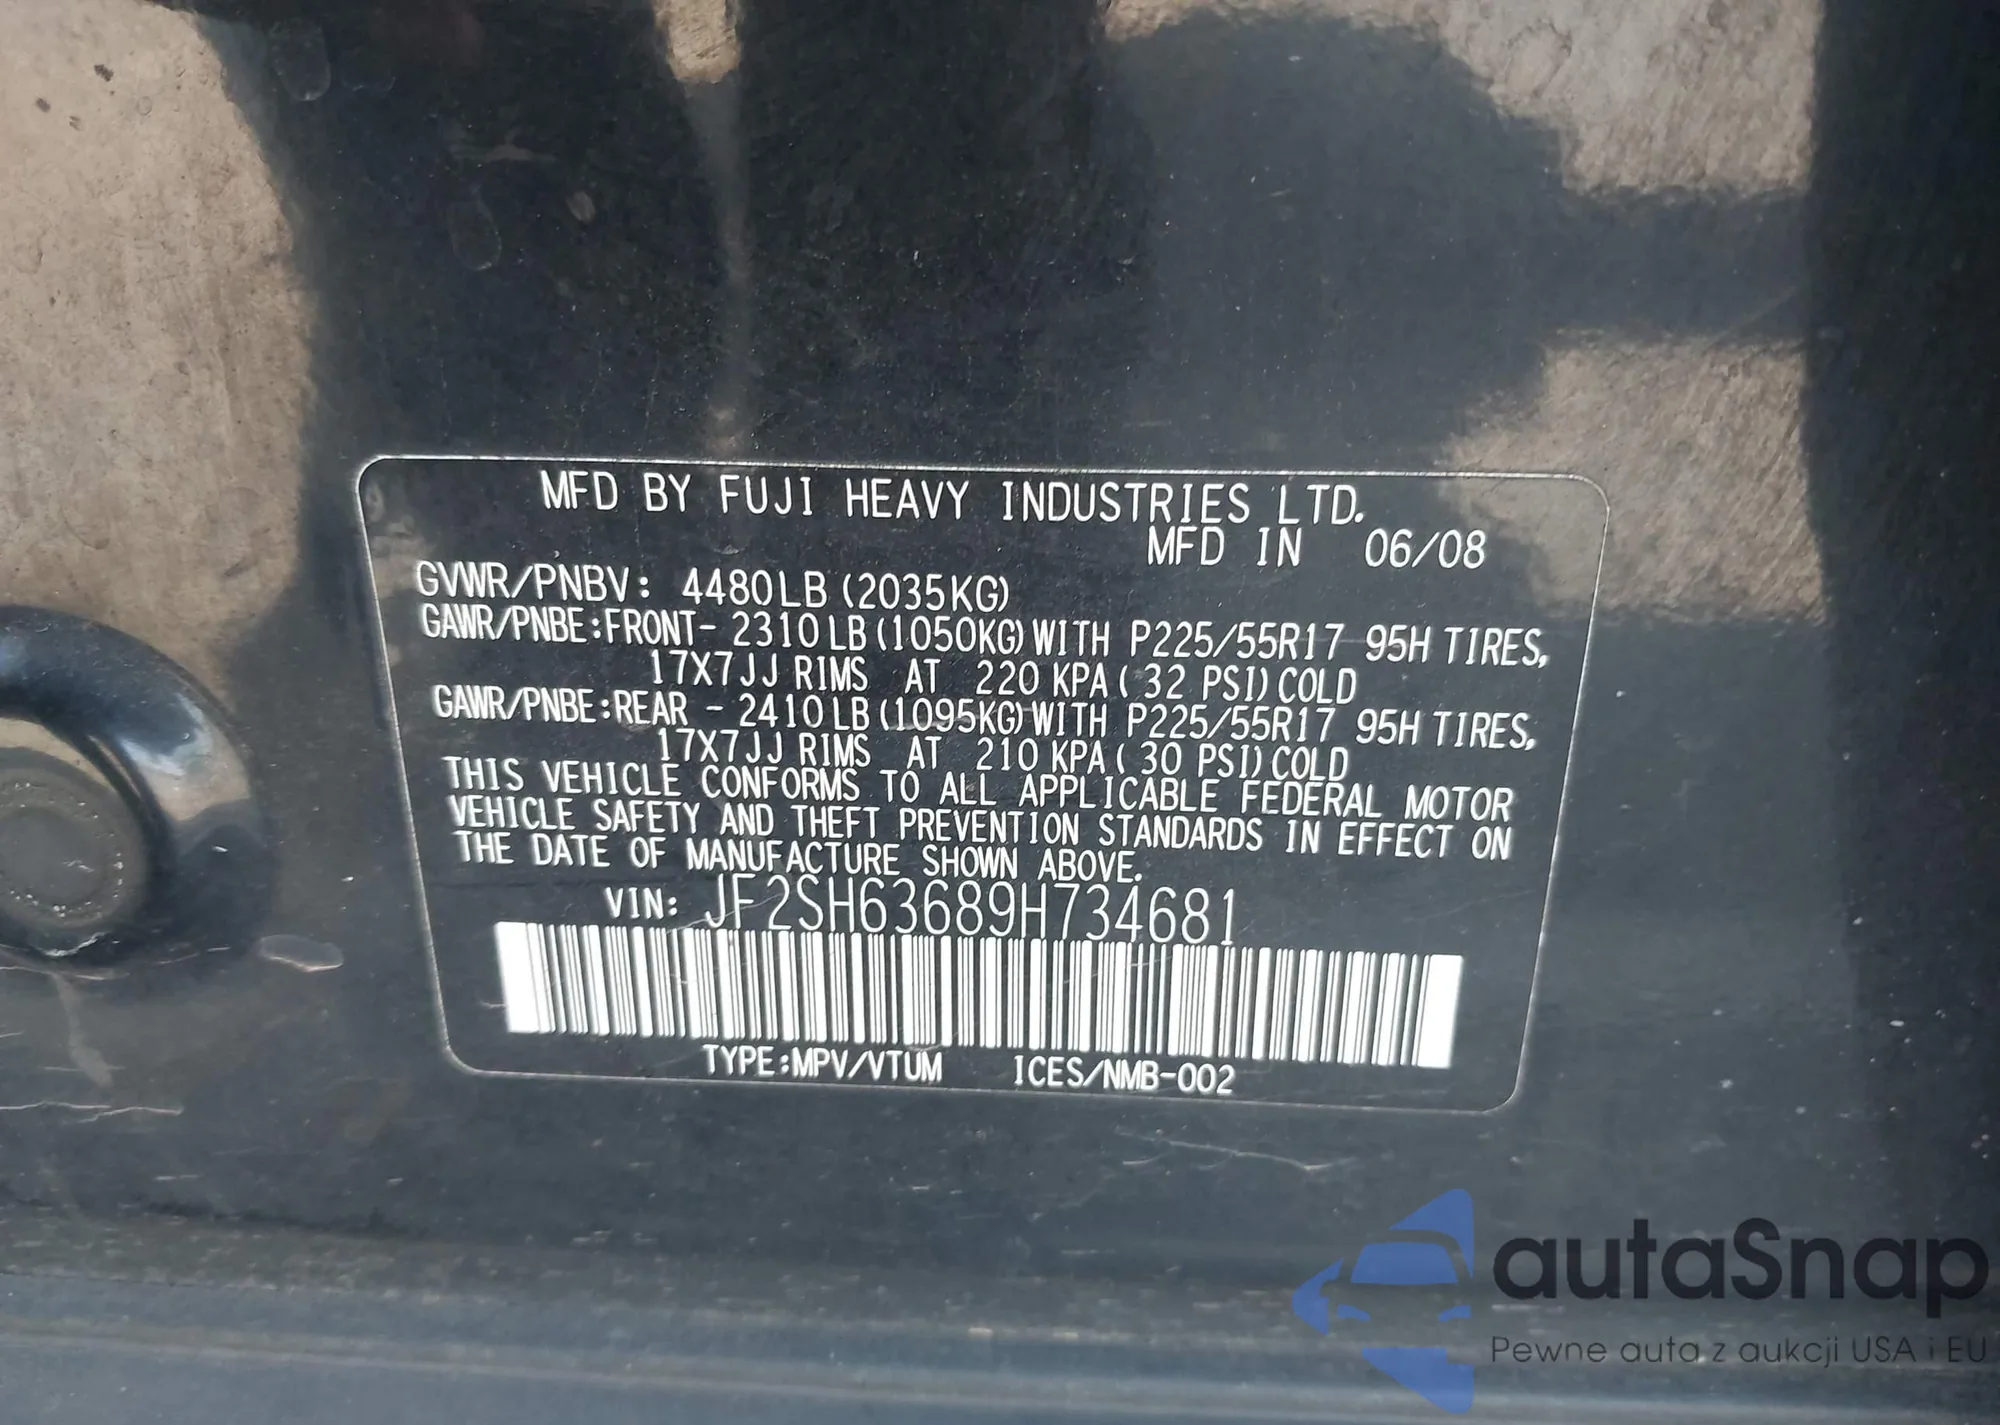 MFD BY FUJI HEAVY INDUSTRIES LTD.
MFD IN 06/08
GVWR/PNBV: 4480LB (2035KG)
GAWR/PNBE:FRONT- 2310LB(1050KG)WITH P225/55R17 95H TIRES,
17X7JJ RIMS AT 220 KPA( 32 PSI)COLD
GAWR/PNBE:REAR - 2410LB(1095KG)WITH P225/55R17 95H TIRES,
17X7JJ RIMS AT 210 KPA( 30 PSI)COLD
THIS VEHICLE CONFORMS TO ALL APPLICABLE FEDERAL MOTOR
VEHICLE SAFETY AND THEFT PREVENTION STANDARDS IN EFFECT ON
THE DATE OF MANUFACTURE SHOWN ABOVE.
VIN: JF2SH63689H734681
TYPE:MPV/VTUM ICES/NMB-002
autaSnap
Pewne auta z aukcji USA i EU